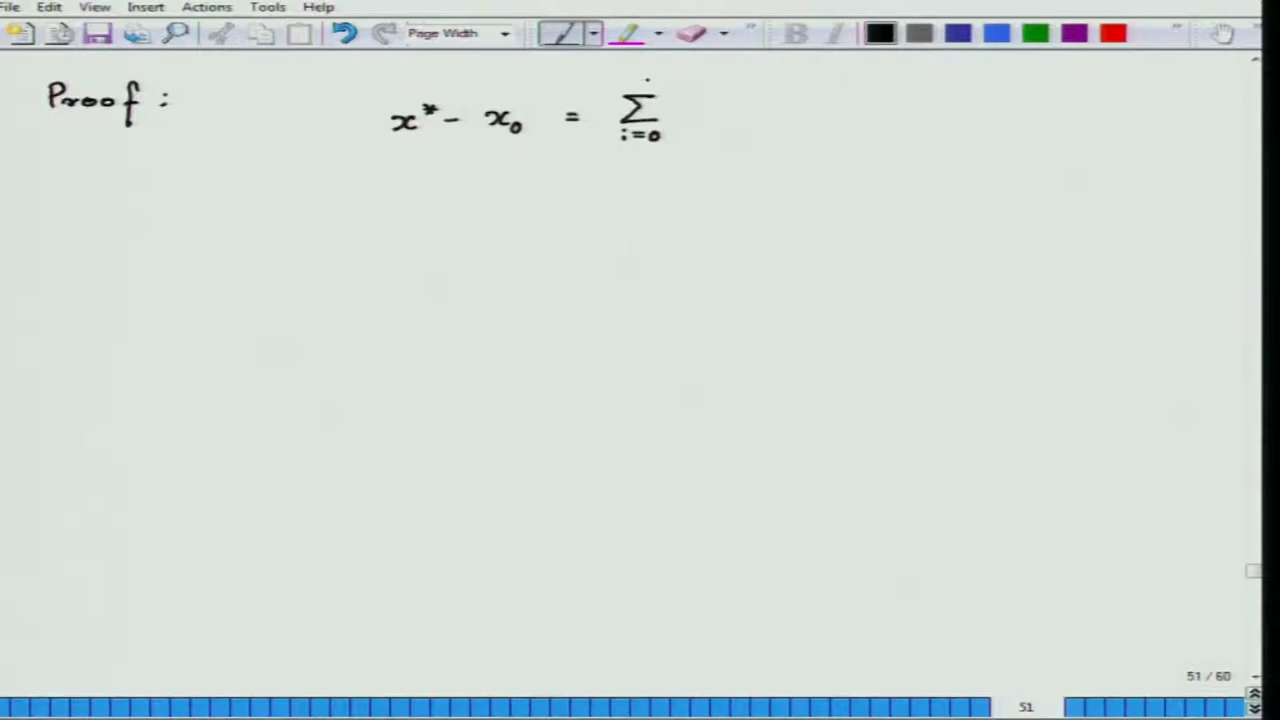 File Edit View Insert Actions Tools Help
Page Width
B I
Proof : x* - x₀ = Σ i=0
51 / 60
51